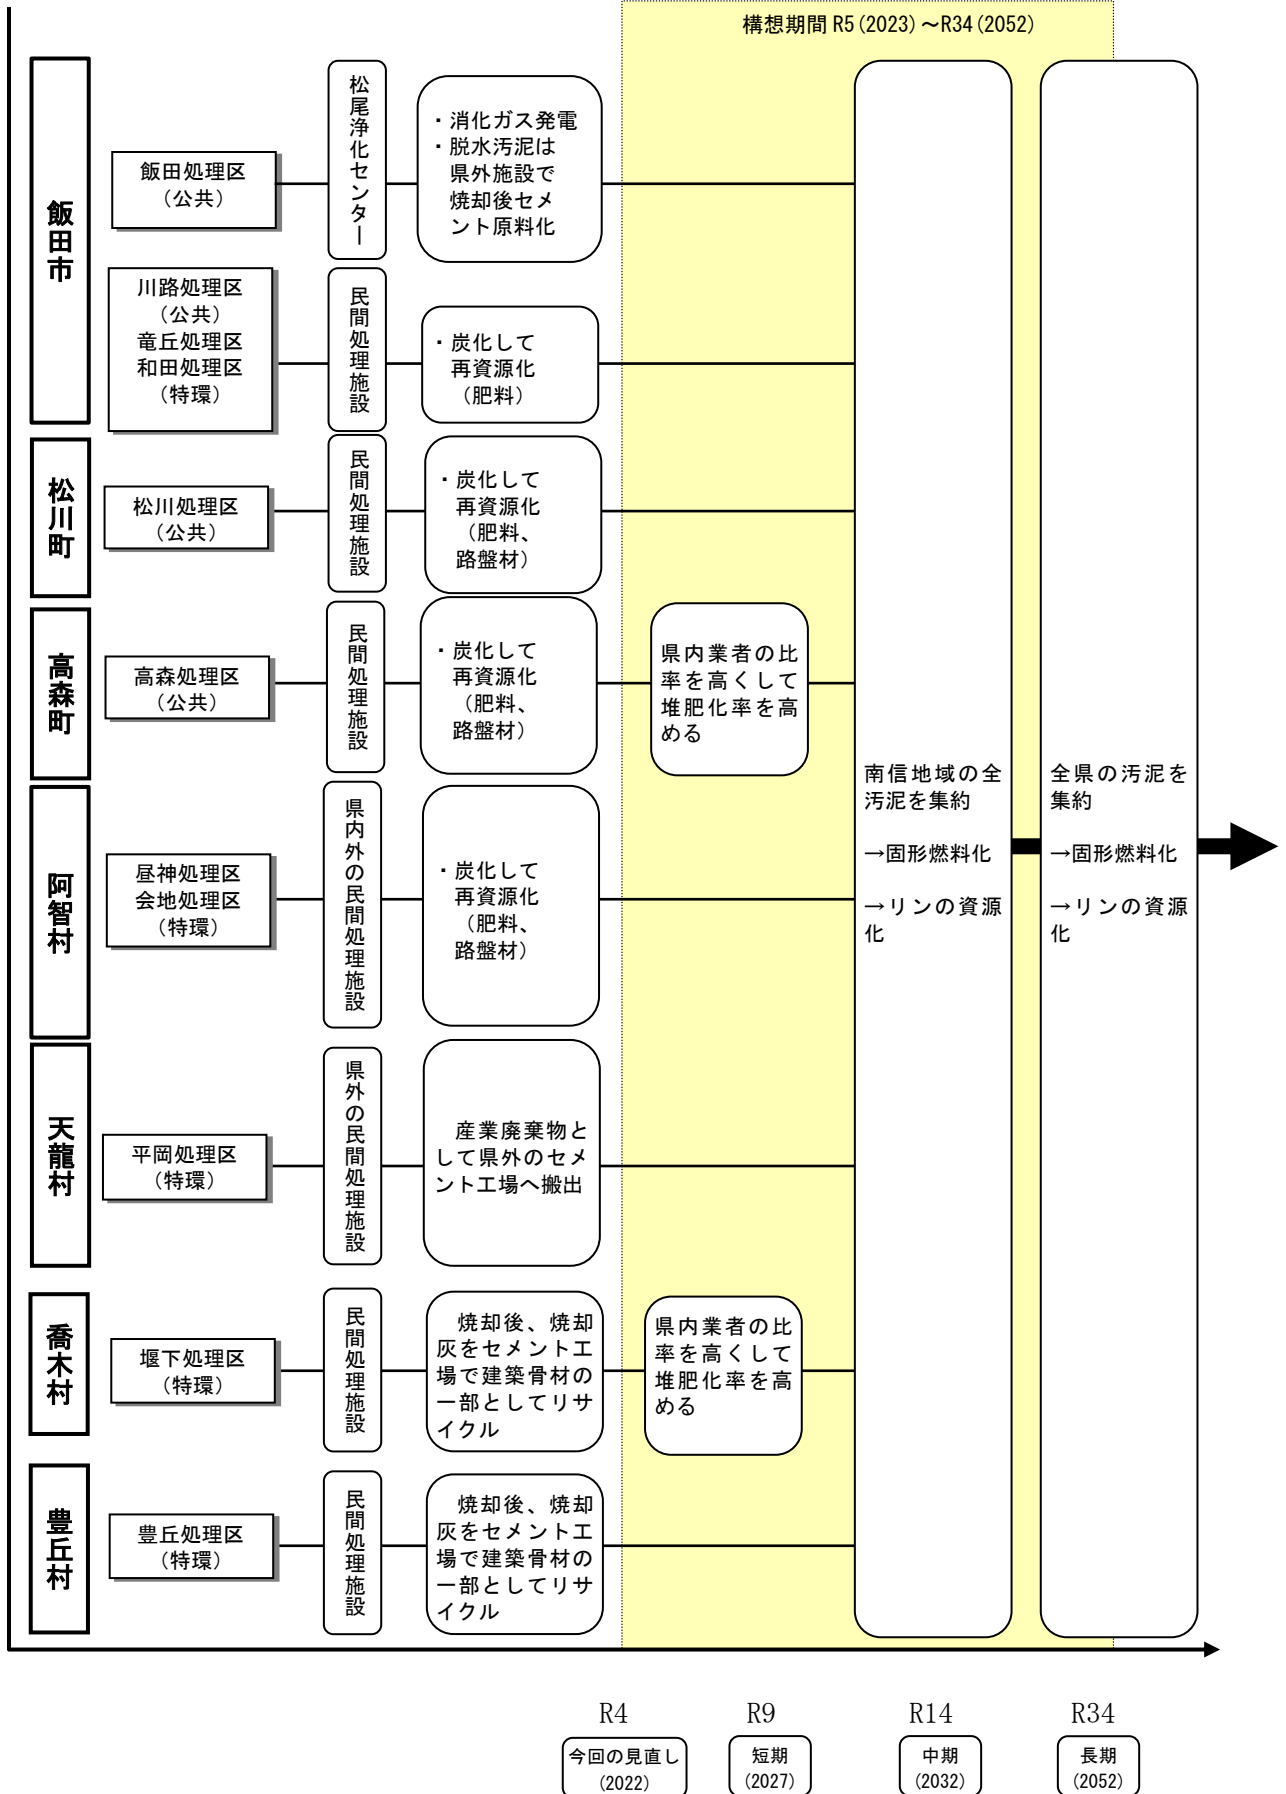 構想期間 R5(2023)～R34(2052)
飯田市
飯田処理区
（公共）
松尾浄化センター
・消化ガス発電
・脱水汚泥は
県外施設で
焼却後セメ
ント原料化
川路処理区
（公共）
竜丘処理区
和田処理区
（特環）
民間処理施設
・炭化して
再資源化
（肥料）
松川町
松川処理区
（公共）
民間処理施設
・炭化して
再資源化
（肥料、
路盤材）
高森町
高森処理区
（公共）
民間処理施設
・炭化して
再資源化
（肥料、
路盤材）
県内業者の比
率を高くして
堆肥化率を高
める
阿智村
昼神処理区
会地処理区
（特環）
県内外の民間処理施設
・炭化して
再資源化
（肥料、
路盤材）
天龍村
平岡処理区
（特環）
県外の民間処理施設
産業廃棄物と
して県外のセメ
ント工場へ搬出
喬木村
堰下処理区
（特環）
民間処理施設
焼却後、焼却
灰をセメント工
場で建築骨材の
一部としてリサ
イクル
県内業者の比
率を高くして
堆肥化率を高
める
豊丘村
豊丘処理区
（特環）
民間処理施設
焼却後、焼却
灰をセメント工
場で建築骨材の
一部としてリサ
イクル
南信地域の全
汚泥を集約
→固形燃料化
→リンの資源
化
全県の汚泥を
集約
→固形燃料化
→リンの資源
化
R4
今回の見直し
(2022)
R9
短期
(2027)
R14
中期
(2032)
R34
長期
(2052)